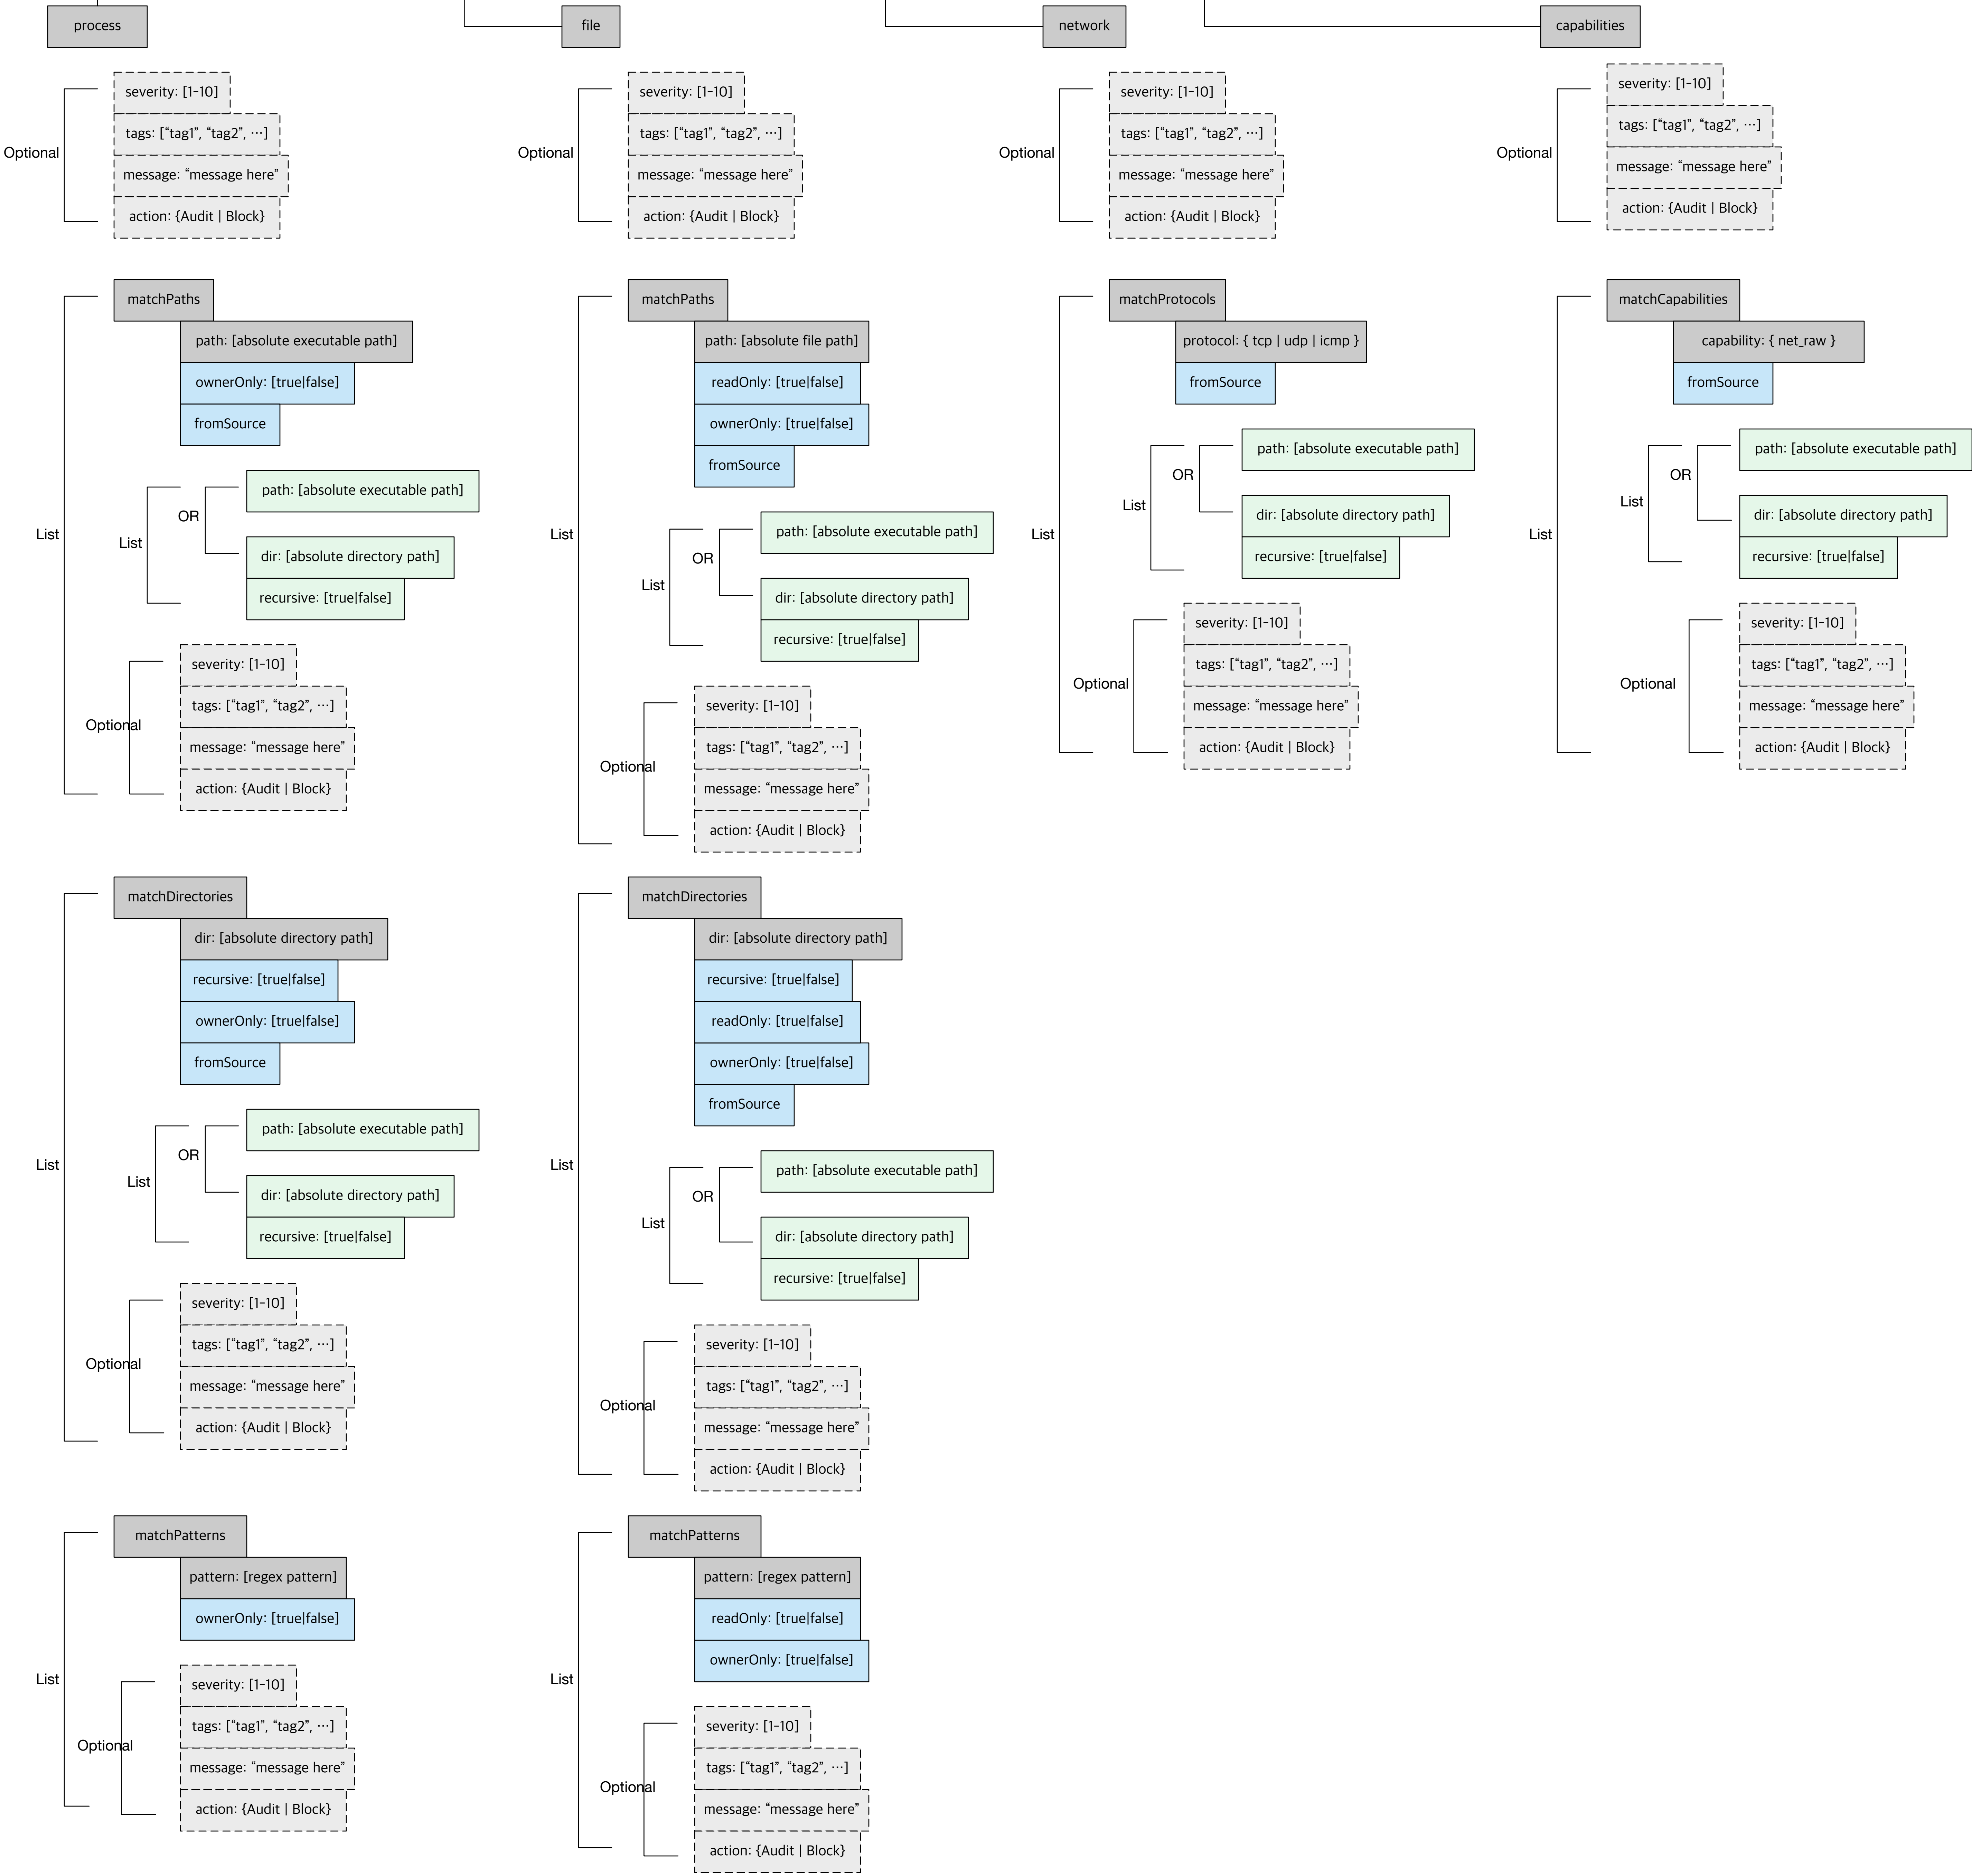 process
Optional
severity: [1-10]
tags: [“tag1”, “tag2”, …]
message: “message here”
action: {Audit | Block}
List
matchPaths
path: [absolute executable path]
ownerOnly: [true|false]
fromSource
List
OR
path: [absolute executable path]
dir: [absolute directory path]
recursive: [true|false]
Optional
severity: [1-10]
tags: [“tag1”, “tag2”, …]
message: “message here”
action: {Audit | Block}
List
matchDirectories
dir: [absolute directory path]
recursive: [true|false]
ownerOnly: [true|false]
fromSource
List
OR
path: [absolute executable path]
dir: [absolute directory path]
recursive: [true|false]
Optional
severity: [1-10]
tags: [“tag1”, “tag2”, …]
message: “message here”
action: {Audit | Block}
List
matchPatterns
pattern: [regex pattern]
ownerOnly: [true|false]
Optional
severity: [1-10]
tags: [“tag1”, “tag2”, …]
message: “message here”
action: {Audit | Block}
file
Optional
severity: [1-10]
tags: [“tag1”, “tag2”, …]
message: “message here”
action: {Audit | Block}
List
matchPaths
path: [absolute file path]
readOnly: [true|false]
ownerOnly: [true|false]
fromSource
List
OR
path: [absolute executable path]
dir: [absolute directory path]
recursive: [true|false]
Optional
severity: [1-10]
tags: [“tag1”, “tag2”, …]
message: “message here”
action: {Audit | Block}
List
matchDirectories
dir: [absolute directory path]
recursive: [true|false]
readOnly: [true|false]
ownerOnly: [true|false]
fromSource
List
OR
path: [absolute executable path]
dir: [absolute directory path]
recursive: [true|false]
Optional
severity: [1-10]
tags: [“tag1”, “tag2”, …]
message: “message here”
action: {Audit | Block}
List
matchPatterns
pattern: [regex pattern]
readOnly: [true|false]
ownerOnly: [true|false]
Optional
severity: [1-10]
tags: [“tag1”, “tag2”, …]
message: “message here”
action: {Audit | Block}
network
Optional
severity: [1-10]
tags: [“tag1”, “tag2”, …]
message: “message here”
action: {Audit | Block}
List
matchProtocols
protocol: { tcp | udp | icmp }
fromSource
List
OR
path: [absolute executable path]
dir: [absolute directory path]
recursive: [true|false]
Optional
severity: [1-10]
tags: [“tag1”, “tag2”, …]
message: “message here”
action: {Audit | Block}
capabilities
Optional
severity: [1-10]
tags: [“tag1”, “tag2”, …]
message: “message here”
action: {Audit | Block}
List
matchCapabilities
capability: { net_raw }
fromSource
List
OR
path: [absolute executable path]
dir: [absolute directory path]
recursive: [true|false]
Optional
severity: [1-10]
tags: [“tag1”, “tag2”, …]
message: “message here”
action: {Audit | Block}